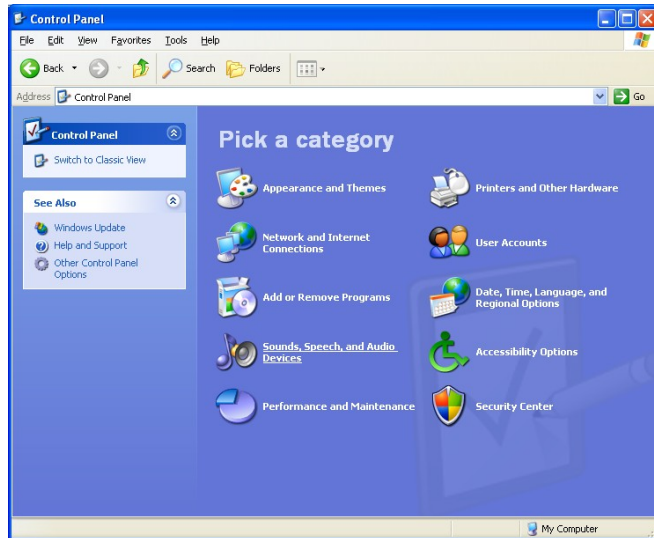 Control Panel
File Edit View Favorites Tools Help
Back Search Folders
Address Control Panel Go
Control Panel
Switch to Classic View
See Also
Windows Update
Help and Support
Other Control Panel
Options
Pick a category
Appearance and Themes
Printers and Other Hardware
Network and Internet
Connections
User Accounts
Add or Remove Programs
Date, Time, Language, and
Regional Options
Sounds, Speech, and Audio
Devices
Accessibility Options
Performance and Maintenance
Security Center
My Computer